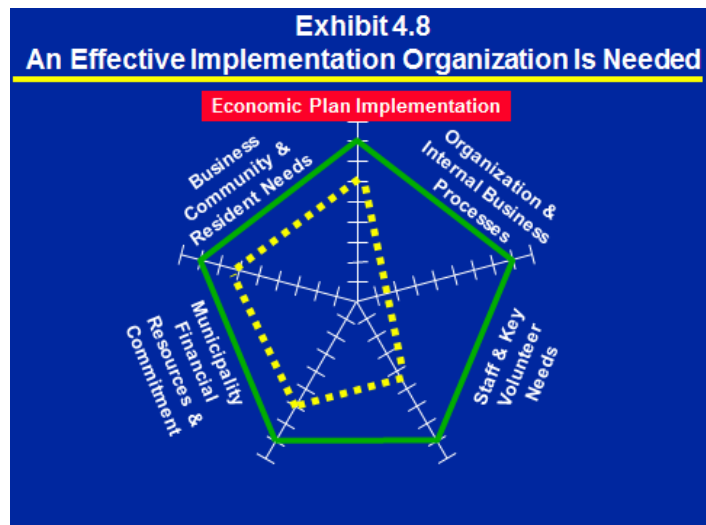 Exhibit 4.8
An Effective Implementation Organization Is Needed
Economic Plan Implementation
Business
Community &
Resident Needs
Organization &
Internal Business
Processes
Municipality
Financial
Resources &
Commitment
Staff & Key
Volunteer
Needs